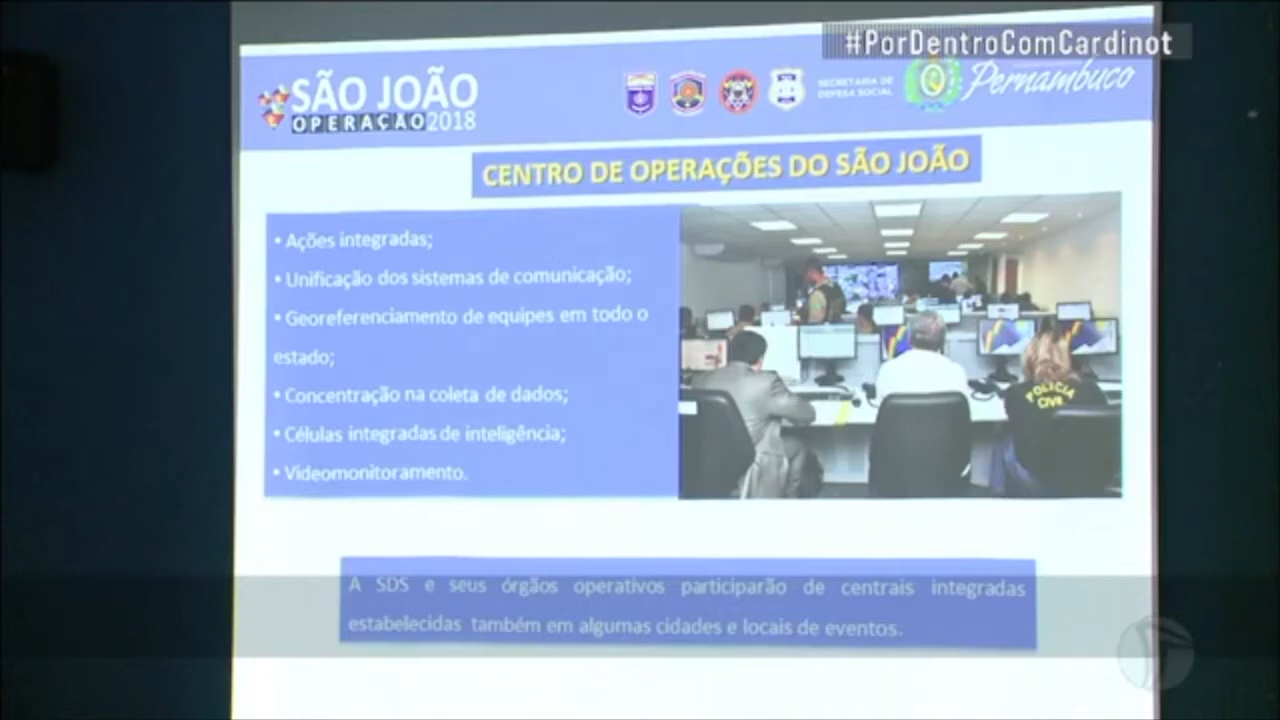 #PorDentroComCardinot
SÃO JOÃO
OPERAÇÃO 2018
SECRETARIA DE
DEFESA SOCIAL
Pernambuco
CENTRO DE OPERAÇÕES DO SÃO JOÃO
• Ações integradas;
• Unificação dos sistemas de comunicação;
• Georeferenciamento de equipes em todo o
estado;
• Concentração na coleta de dados;
• Células integradas de inteligência;
• Videomonitoramento.
POLÍCIA
CIVIL
A SDS e seus órgãos operativos participarão de centrais integradas
estabelecidas também em algumas cidades e locais de eventos.